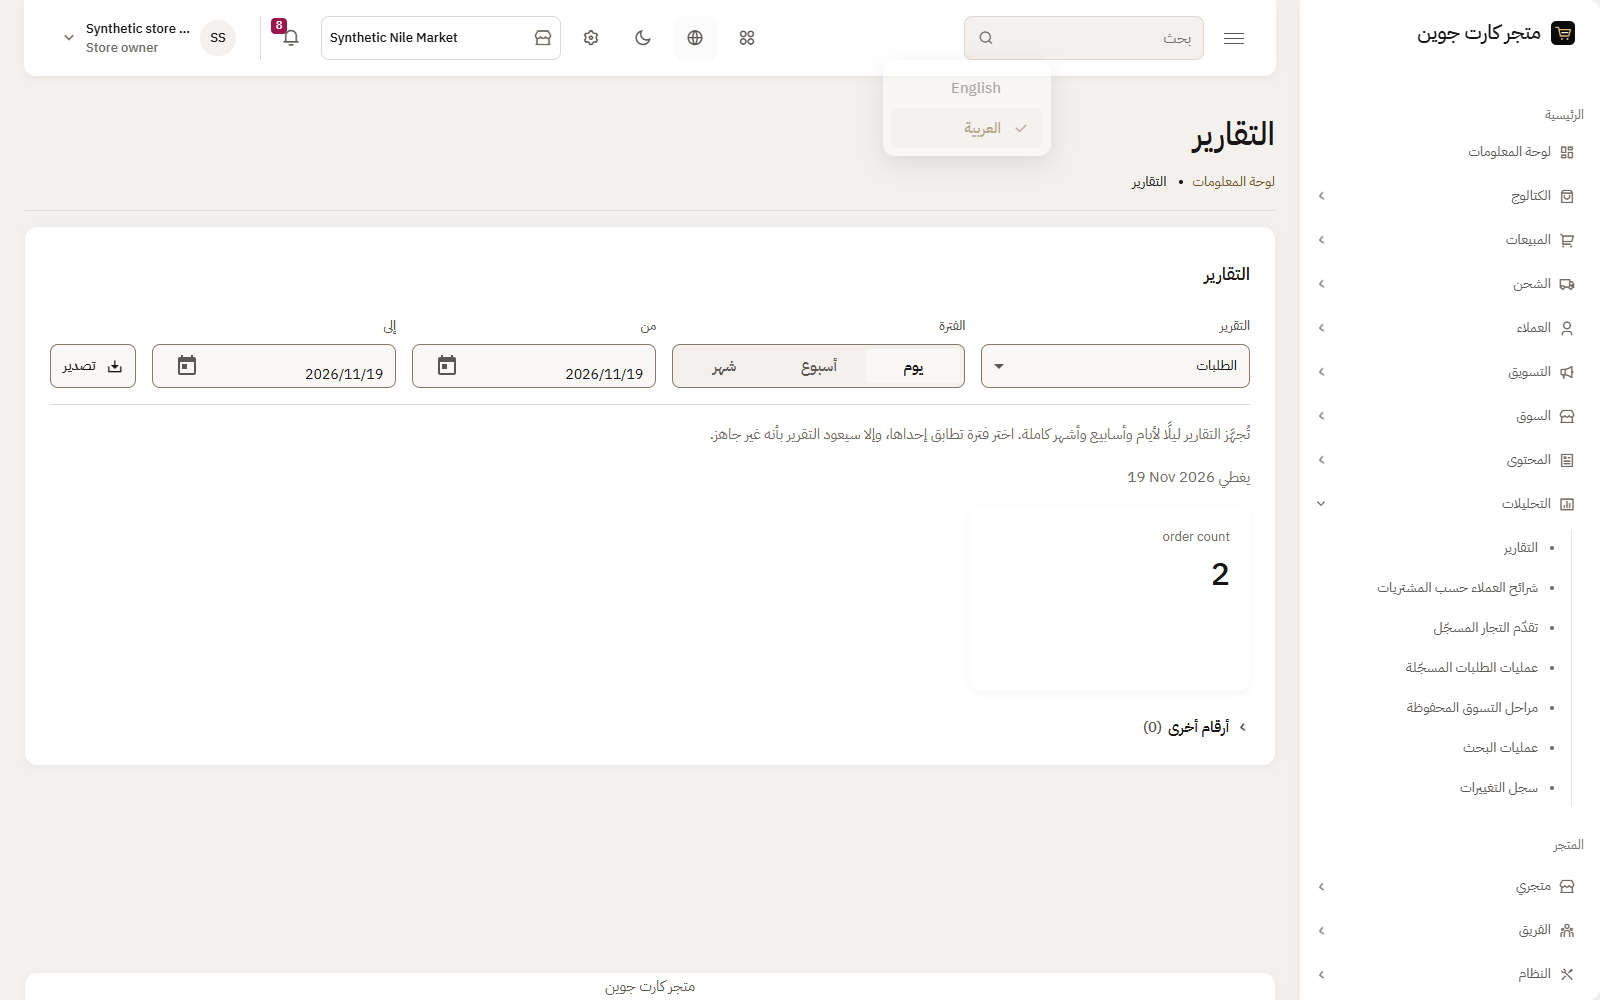 متجر كارت جوين
الرئيسية
لوحة المعلومات
الكتالوج
المبيعات
الشحن
العملاء
التسويق
السوق
المحتوى
التحليلات
التقارير
شرائح العملاء حسب المشتريات
تقدّم التجار المسجّل
عمليات الطلبات المسجّلة
مراحل التسوق المحفوظة
عمليات البحث
سجل التغييرات
المتجر
متجري
الفريق
النظام
بحث
Synthetic Nile Market
8
SS
Synthetic store ...
Store owner
English
العربية
التقارير
لوحة المعلومات • التقارير
التقارير
التقرير
الفترة
من
إلى
الطلبات
يوم
أسبوع
شهر
2026/11/19
2026/11/19
تصدير
تُجهَّز التقارير ليلًا لأيام وأسابيع وأشهر كاملة. اختر فترة تطابق إحداها، وإلا سيعود التقرير بأنه غير جاهز.
يغطي 19 Nov 2026
order count
2
أرقام أخرى (0)
متجر كارت جوين